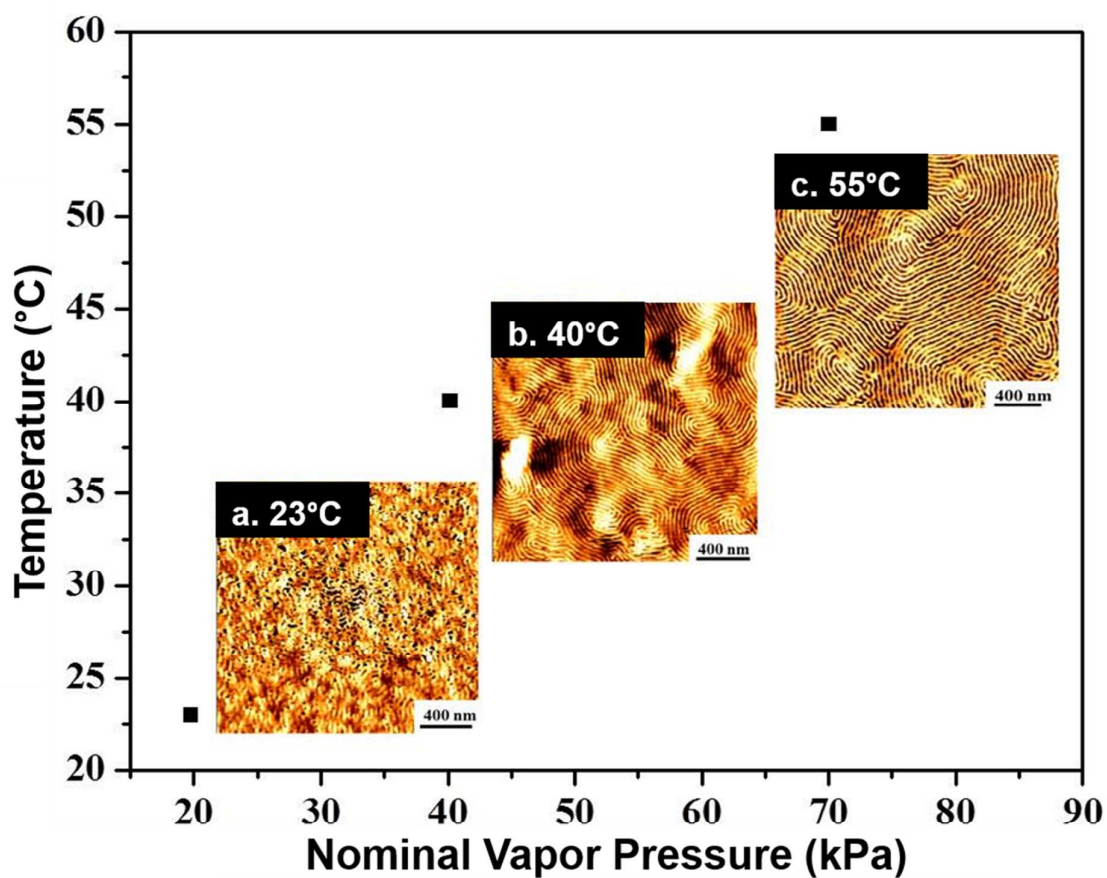 60
55
50
45
40
35
30
25
20
Temperature (°C)
c. 55°C
400 nm
b. 40°C
400 nm
a. 23°C
400 nm
20 30 40 50 60 70 80 90
Nominal Vapor Pressure (kPa)